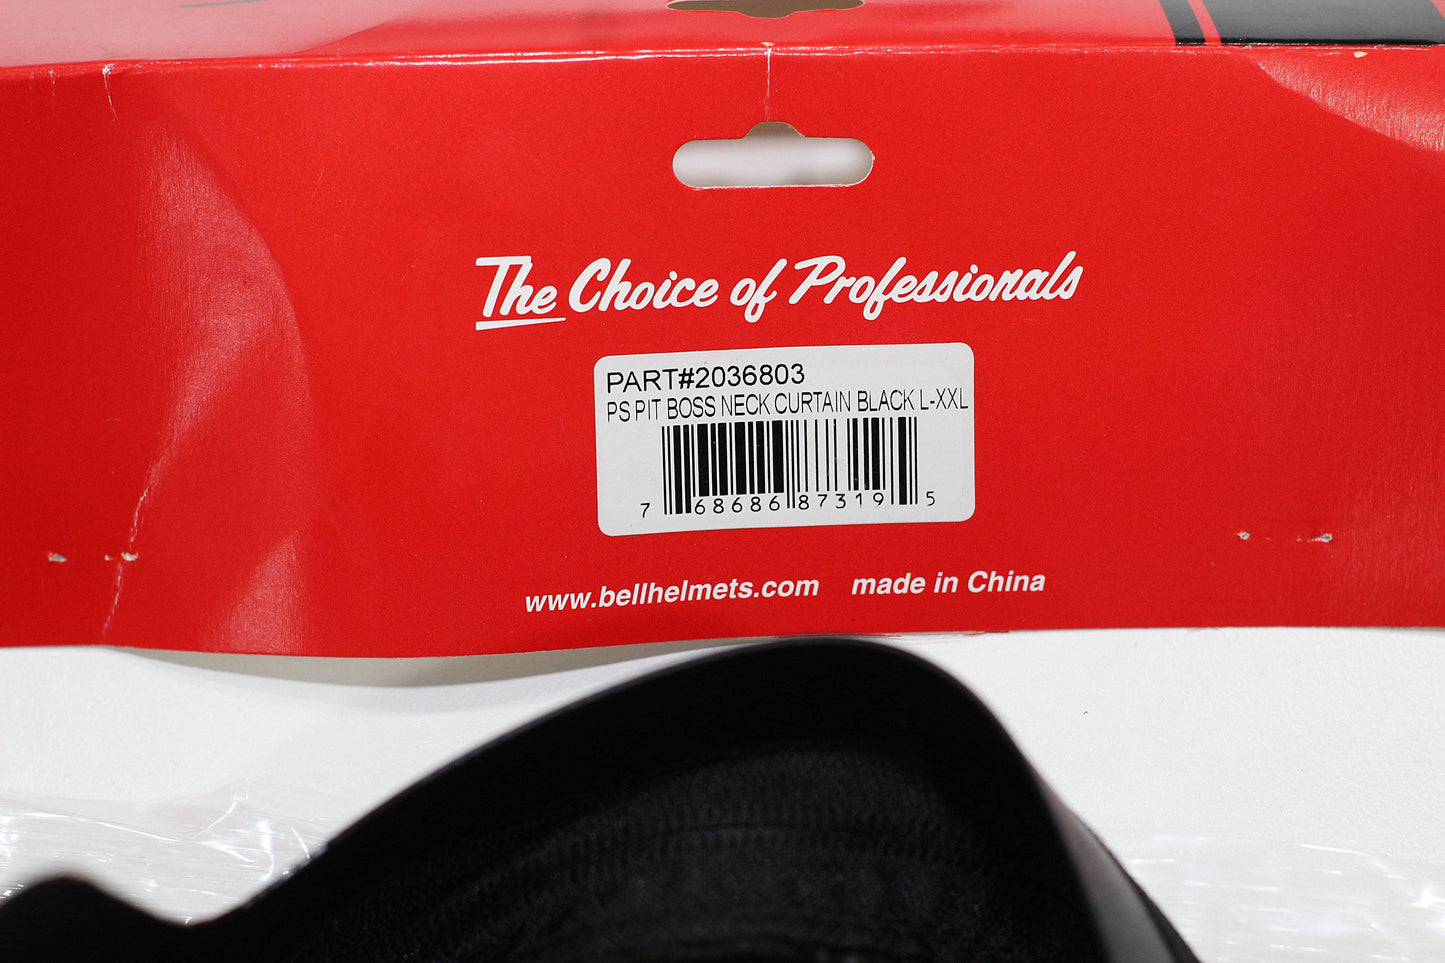 The Choice of Professionals
PART#2036803
PS PIT BOSS NECK CURTAIN BLACK L-XXL
7 68686 87319 5
www.bellhelmets.com made in China